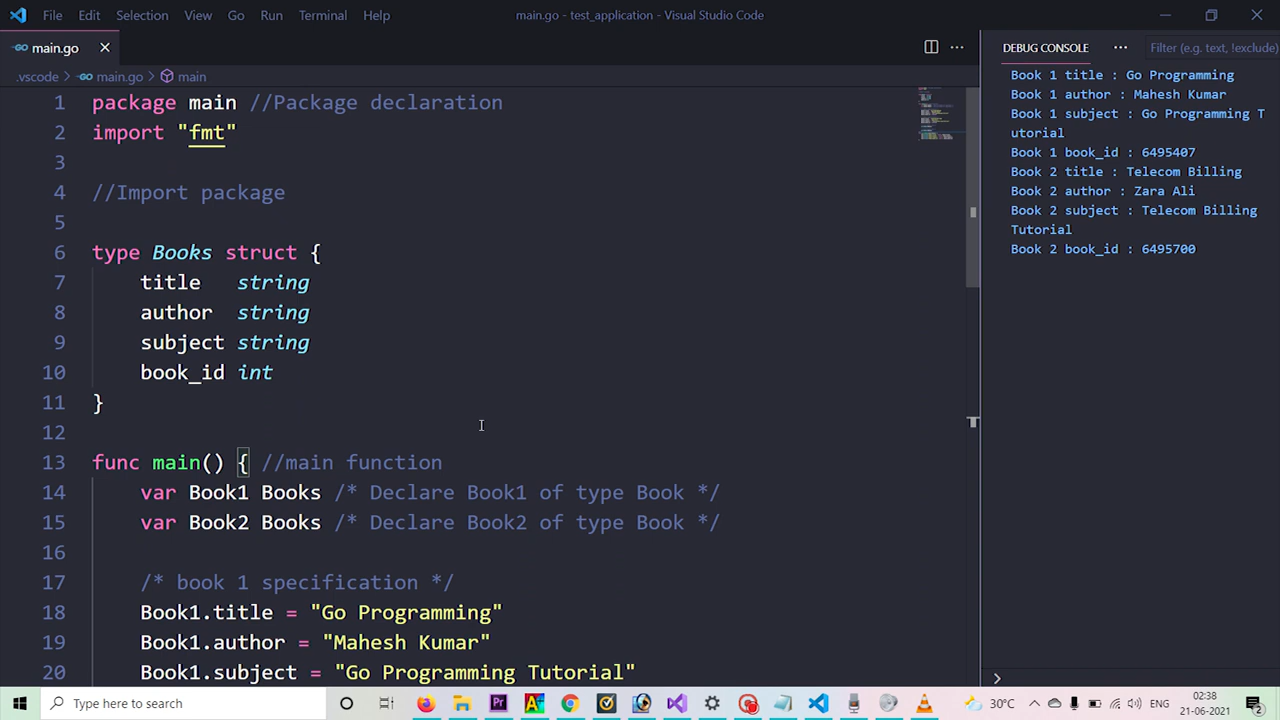 File Edit Selection View Go Run Terminal Help main.go - test_application - Visual Studio Code
main.go
.vscode > main.go > main
1 package main //Package declaration
2 import "fmt"
3
4 //Import package
5
6 type Books struct {
7 title string
8 author string
9 subject string
10 book_id int
11 }
12
13 func main() { //main function
14 var Book1 Books /* Declare Book1 of type Book */
15 var Book2 Books /* Declare Book2 of type Book */
16
17 /* book 1 specification */
18 Book1.title = "Go Programming"
19 Book1.author = "Mahesh Kumar"
20 Book1.subject = "Go Programming Tutorial"
DEBUG CONSOLE ··· Filter (e.g. text, !exclude)
Book 1 title : Go Programming
Book 1 author : Mahesh Kumar
Book 1 subject : Go Programming T
utorial
Book 1 book_id : 6495407
Book 2 title : Telecom Billing
Book 2 author : Zara Ali
Book 2 subject : Telecom Billing
Tutorial
Book 2 book_id : 6495700
Type here to search
30°C ENG 02:38
21-06-2021
2